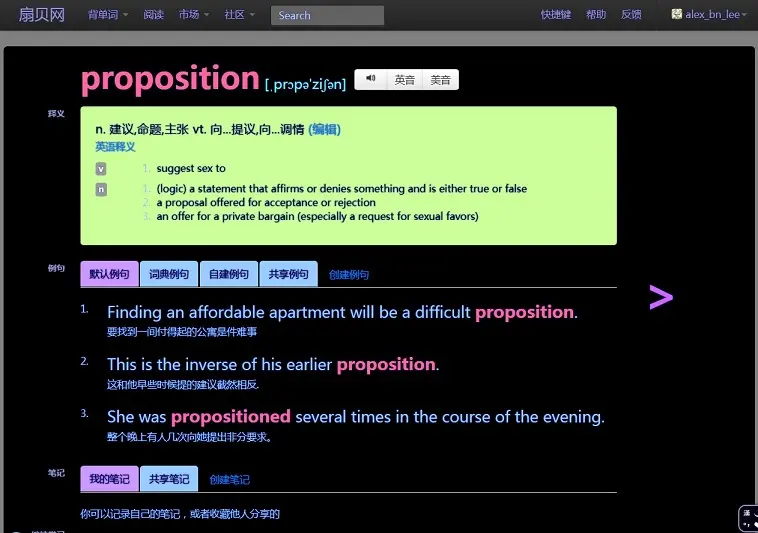 扇贝网 背单词 阅读 市场 社区 Search 快捷键 帮助 反馈 alex_bn_lee
proposition [ˌprɔpə'ziʃən] 英音 美音
释义
n. 建议,命题,主张 vt. 向...提议,向...调情 (编辑)
英语释义
v 1. suggest sex to
n 1. (logic) a statement that affirms or denies something and is either true or false
2. a proposal offered for acceptance or rejection
3. an offer for a private bargain (especially a request for sexual favors)
例句 默认例句 词典例句 自建例句 共享例句 创建例句
>
1. Finding an affordable apartment will be a difficult proposition.
要找到一间付得起的公寓是件难事
2. This is the inverse of his earlier proposition.
这和他早些时候提的建议截然相反.
3. She was propositioned several times in the course of the evening.
整个晚上有人几次向她提出非分要求。
笔记 我的笔记 共享笔记 创建笔记
你可以记录自己的笔记，或者收藏他人分享的
漢